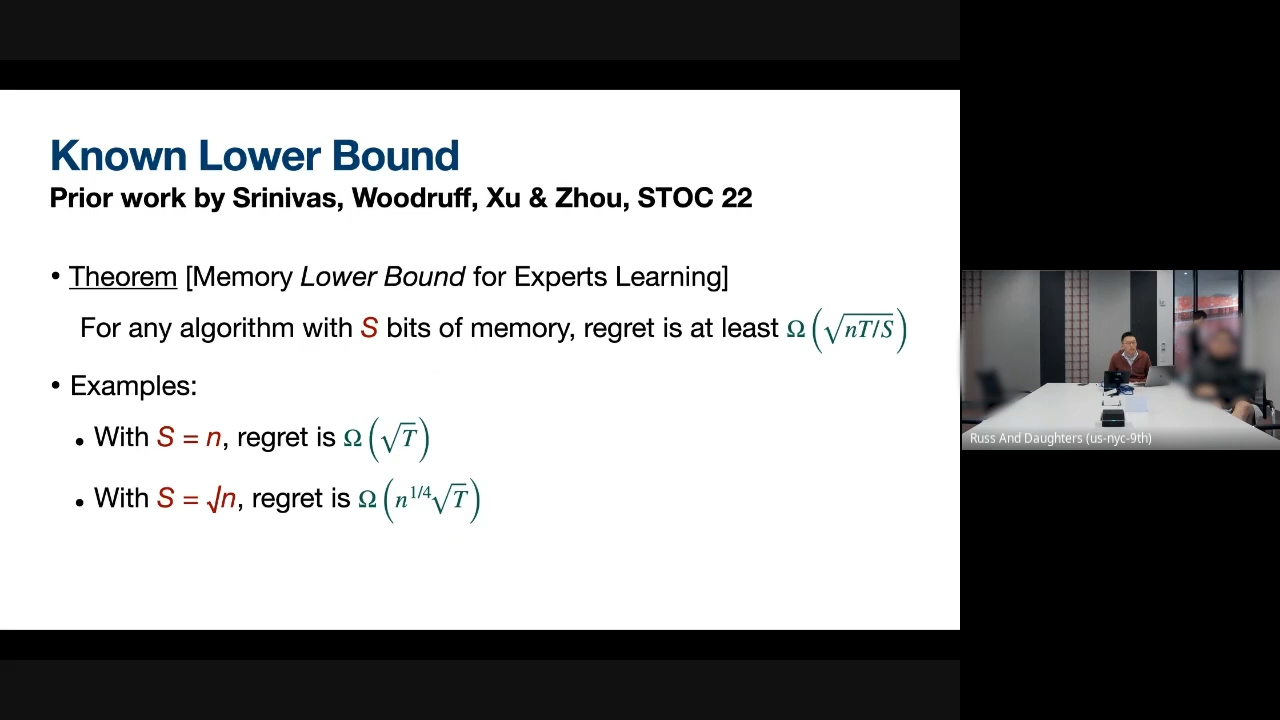 Known Lower Bound
Prior work by Srinivas, Woodruff, Xu & Zhou, STOC 22
• Theorem [Memory Lower Bound for Experts Learning]
For any algorithm with S bits of memory, regret is at least Ω(√nT/S)
• Examples:
• With S = n, regret is Ω(√T)
• With S = √n, regret is Ω(n^1/4√T)
Russ And Daughters (us-nyc-9th)